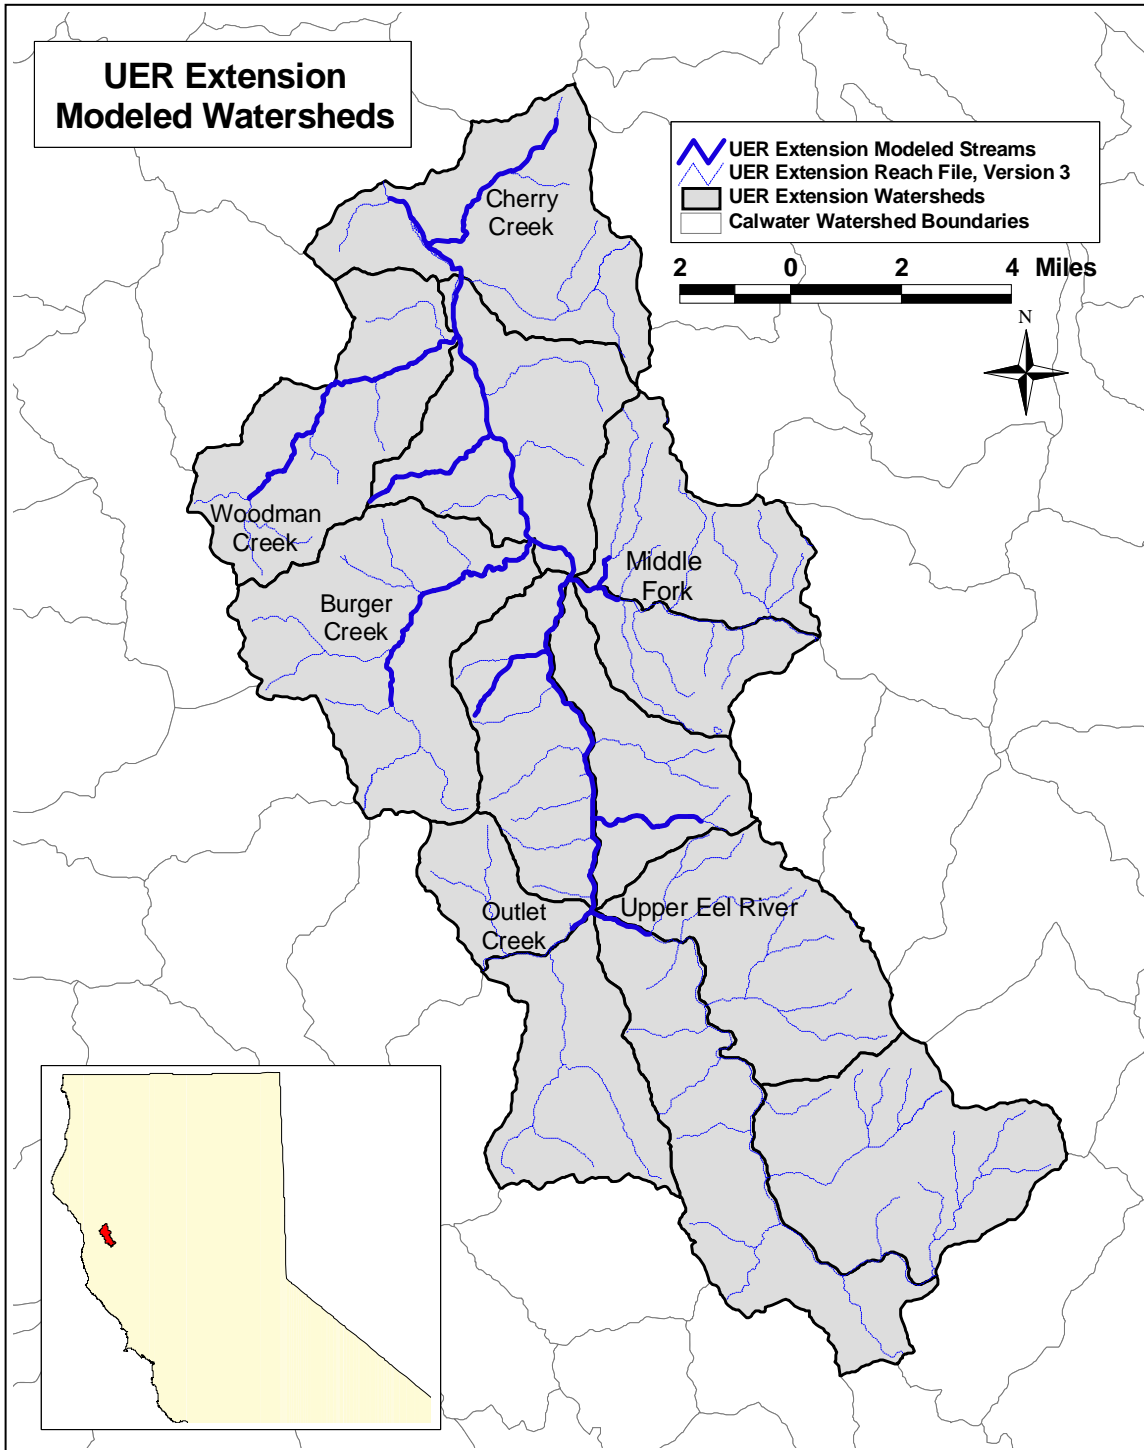 UER Extension
Modeled Watersheds
UER Extension Modeled Streams
UER Extension Reach File, Version 3
UER Extension Watersheds
Calwater Watershed Boundaries
2 0 2 4 Miles
N
Cherry
Creek
Woodman
Creek
Middle
Fork
Burger
Creek
Outlet
Creek
Upper Eel River